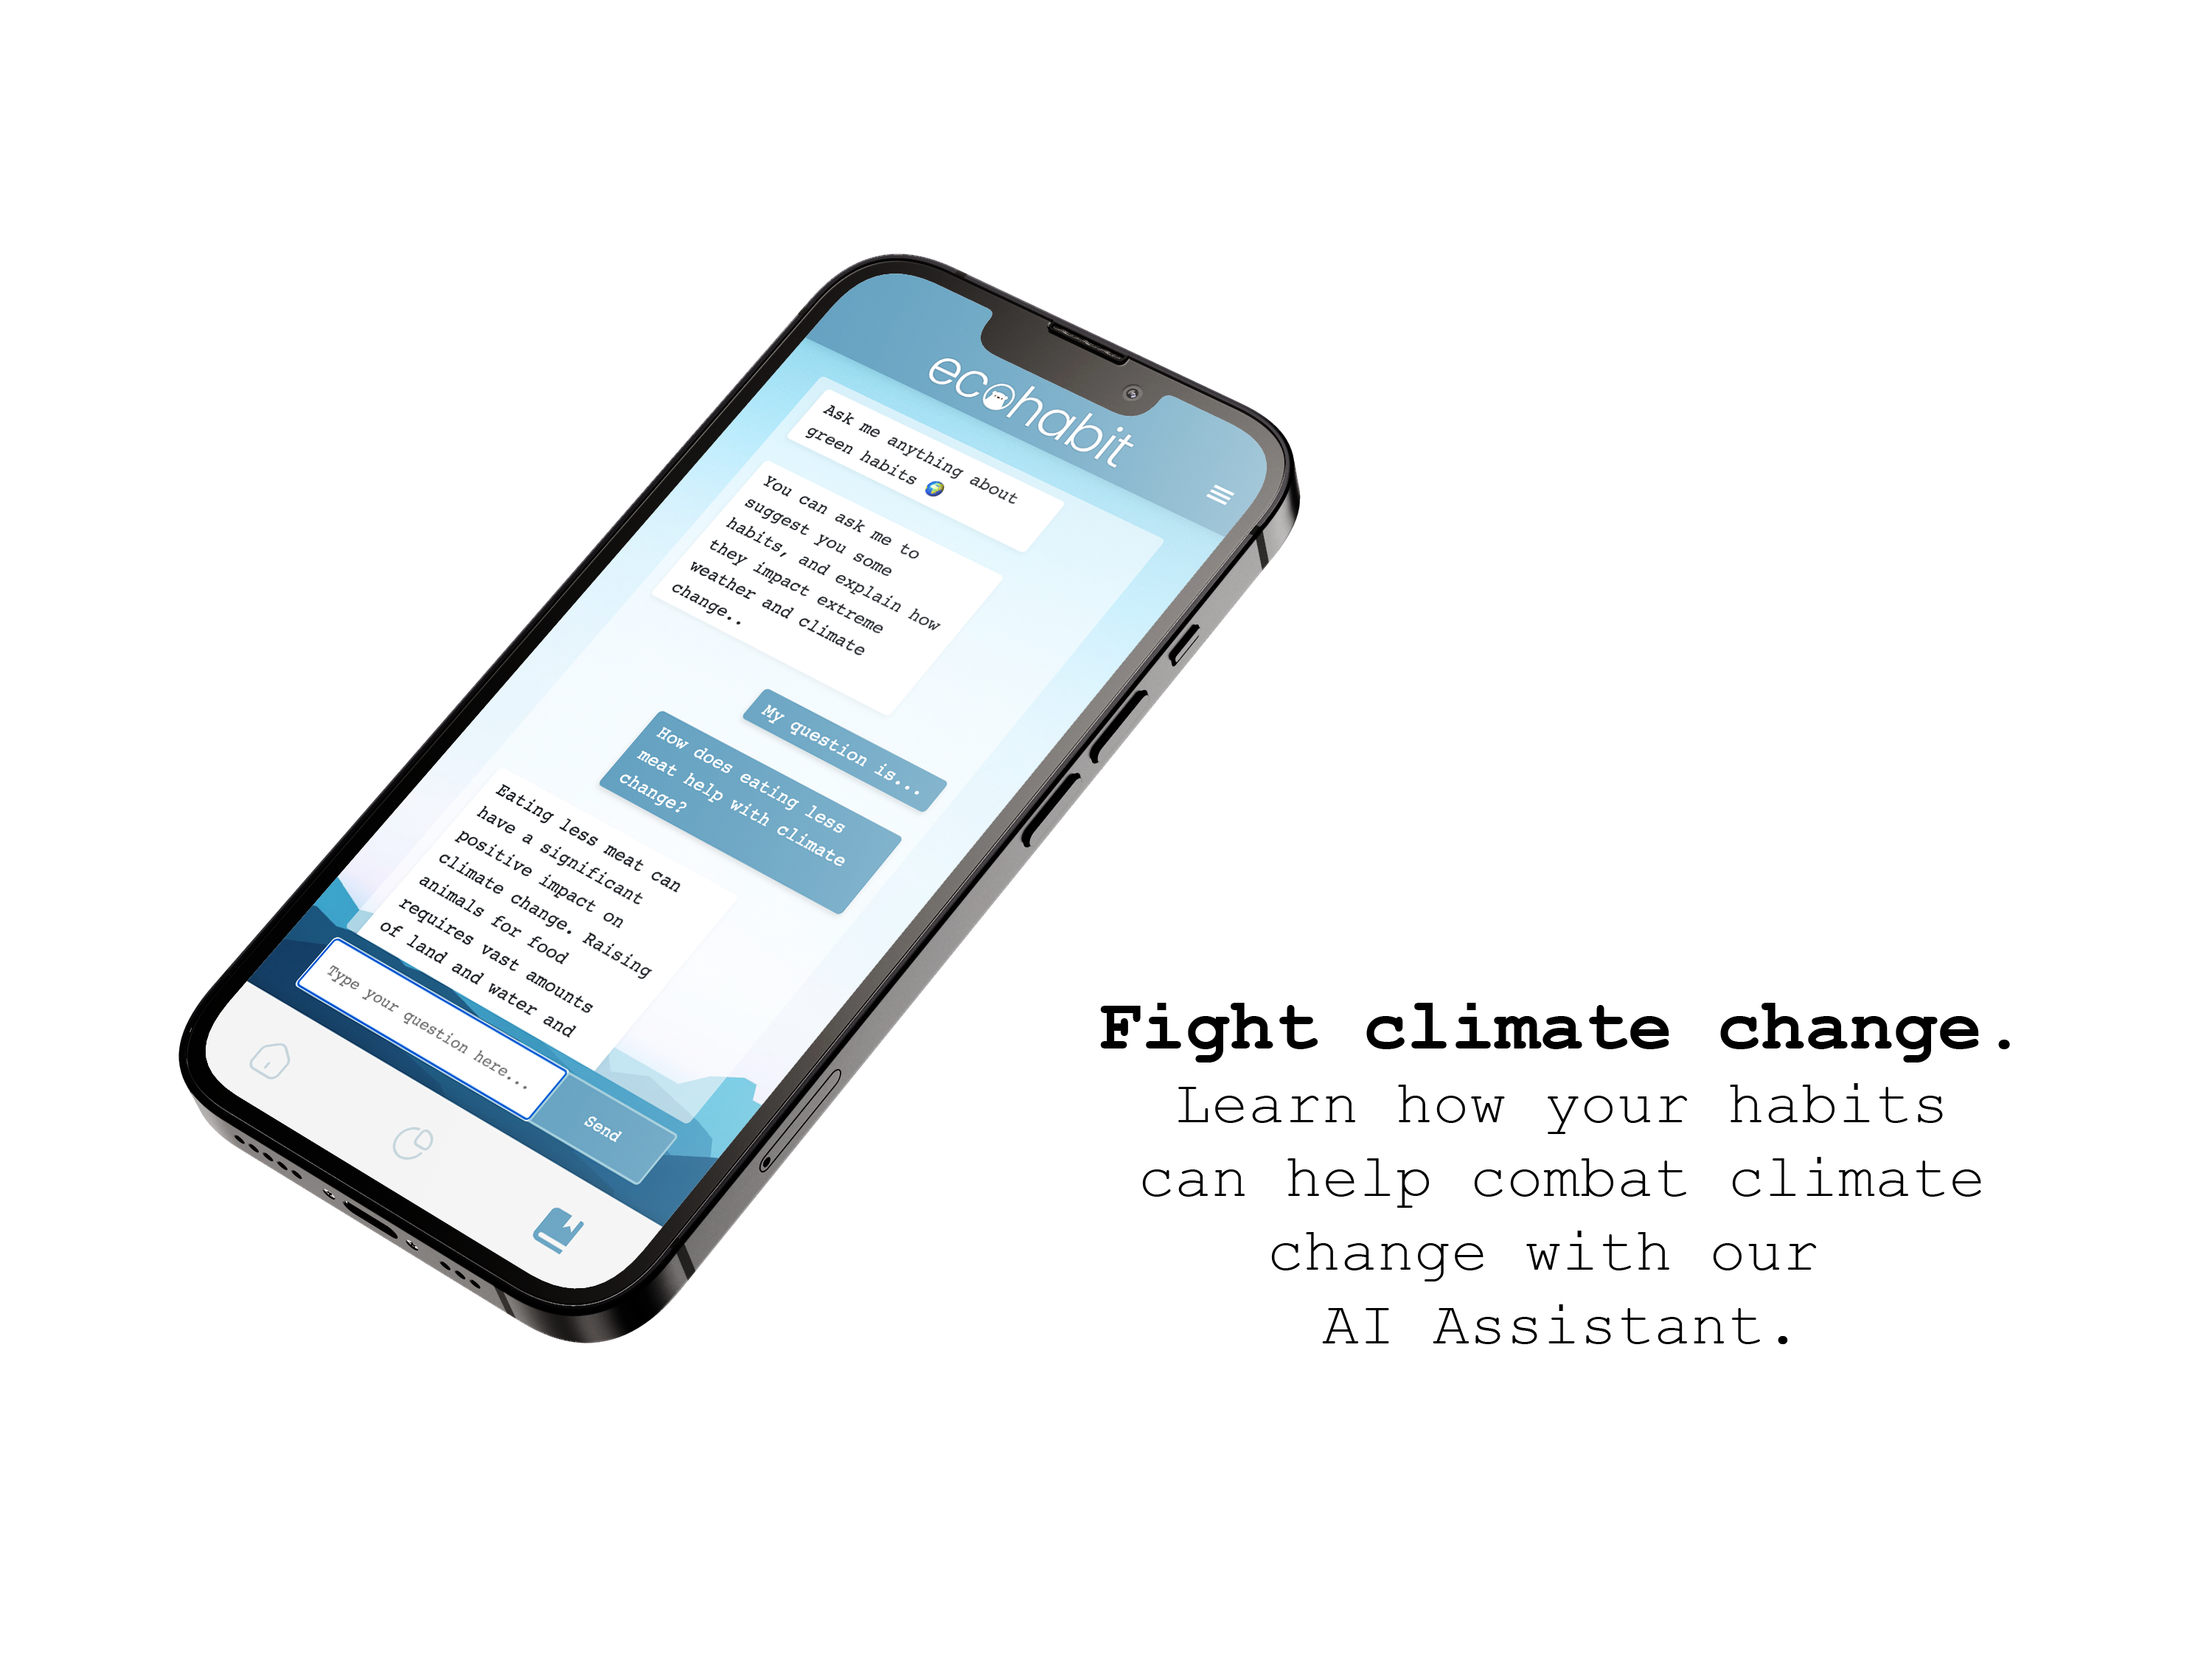 ecohabit
Ask me anything about
green habits 🌍
You can ask me to
suggest you some
habits, and explain how
they impact extreme
weather and climate
change..
My question is...
How does eating less
meat help with climate
change?
Eating less meat can
have a significant
positive impact on
climate change. Raising
animals for food
requires vast amounts
of land and water and
Type your question here...
Send
Fight climate change.
Learn how your habits
can help combat climate
change with our
AI Assistant.